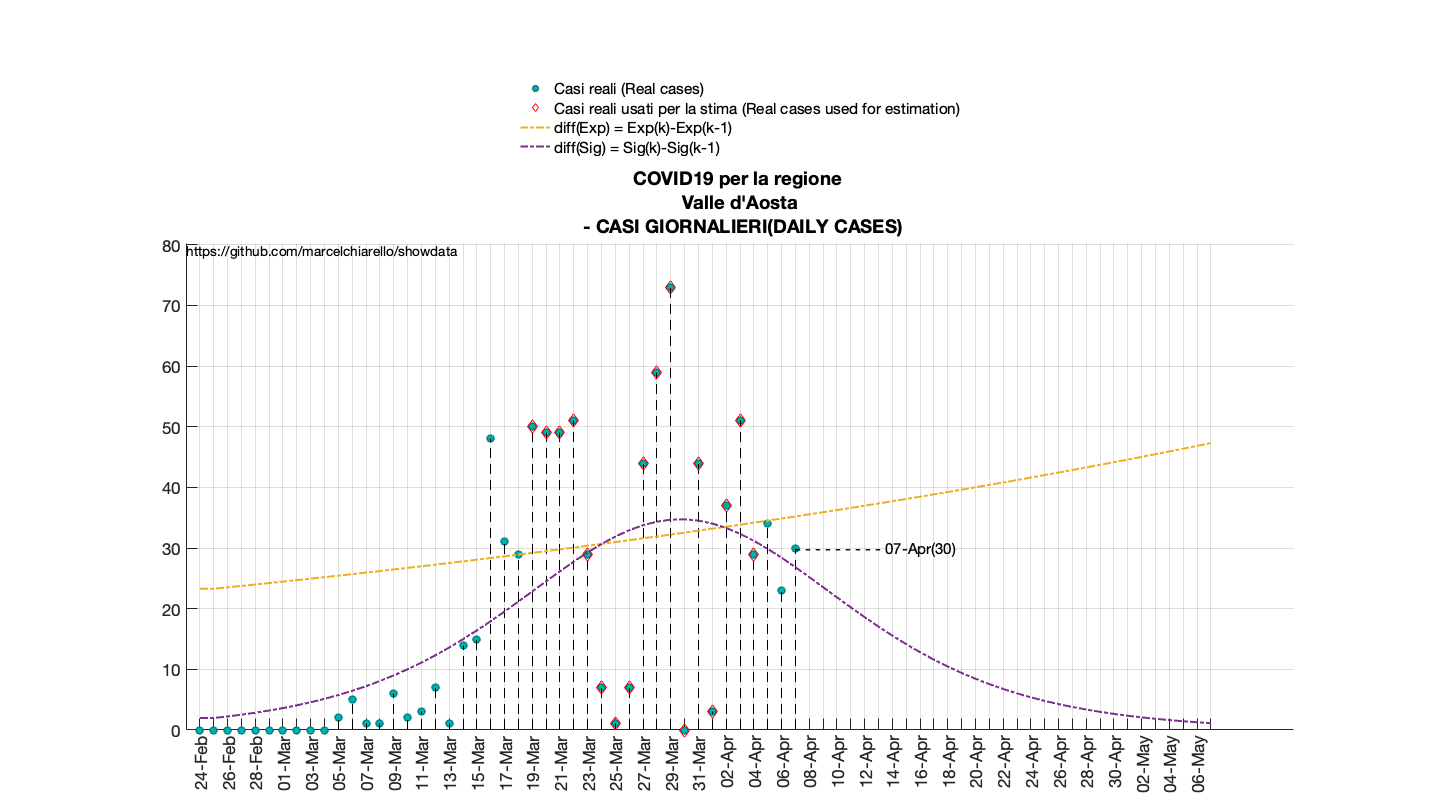 Casi reali (Real cases)
Casi reali usati per la stima (Real cases used for estimation)
diff(Exp) = Exp(k)-Exp(k-1)
diff(Sig) = Sig(k)-Sig(k-1)
COVID19 per la regione
Valle d'Aosta
- CASI GIORNALIERI(DAILY CASES)
https://github.com/marcelchiarello/showdata
80
70
60
50
40
30
20
10
0
07-Apr(30)
24-Feb
26-Feb
28-Feb
01-Mar
03-Mar
05-Mar
07-Mar
09-Mar
11-Mar
13-Mar
15-Mar
17-Mar
19-Mar
21-Mar
23-Mar
25-Mar
27-Mar
29-Mar
31-Mar
02-Apr
04-Apr
06-Apr
08-Apr
10-Apr
12-Apr
14-Apr
16-Apr
18-Apr
20-Apr
22-Apr
24-Apr
26-Apr
28-Apr
30-Apr
02-May
04-May
06-May